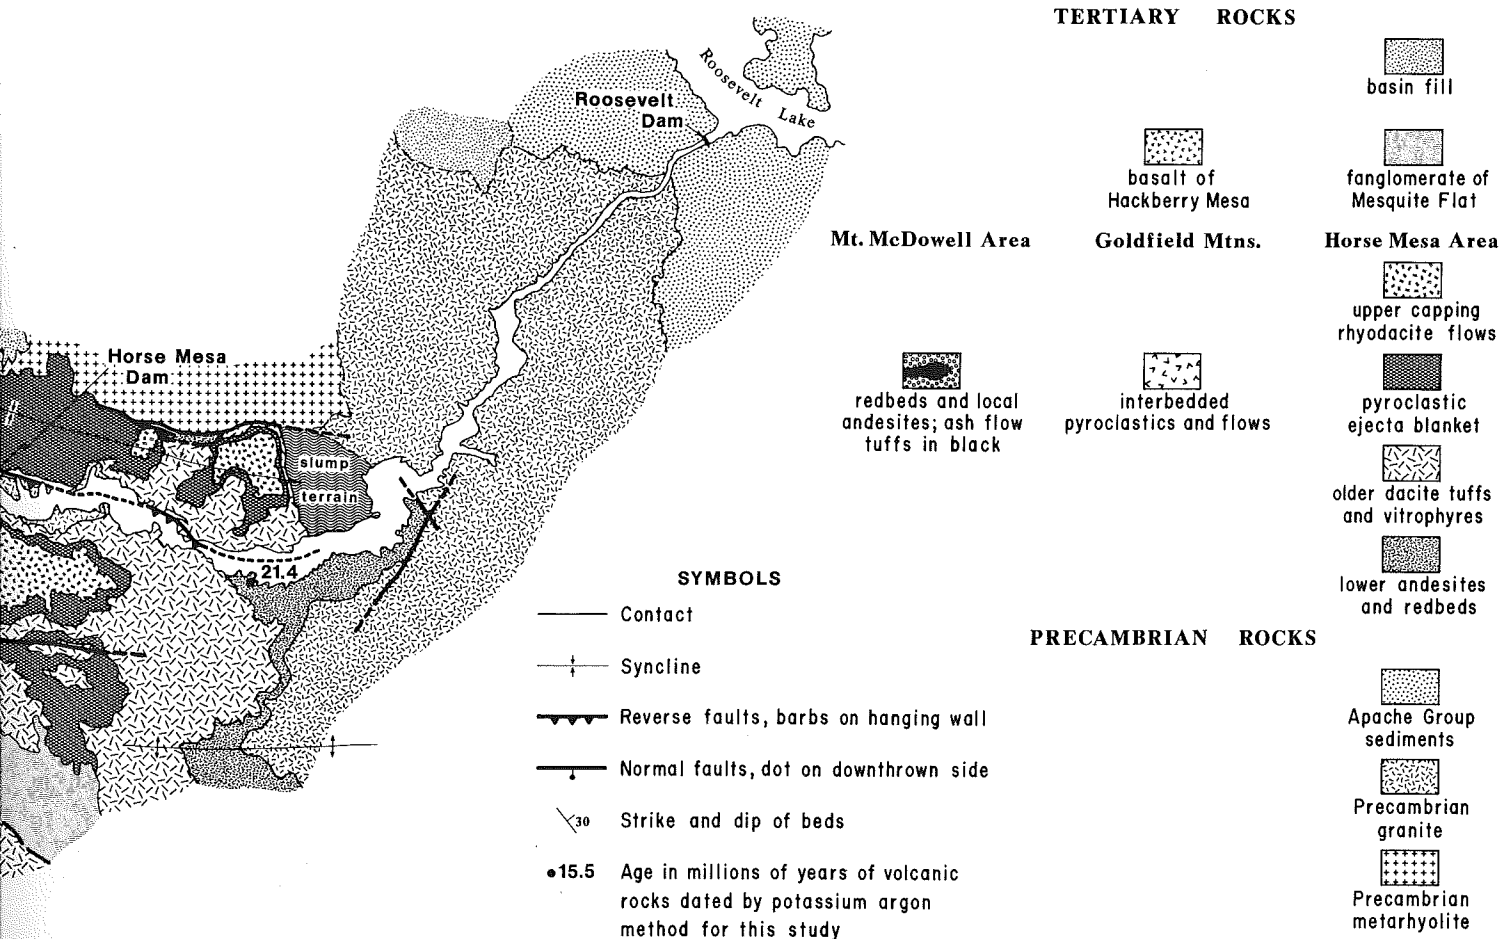 Roosevelt
Dam
Roosevelt Lake
Horse Mesa
Dam
slump
terrain
21.4
TERTIARY ROCKS
basin fill
basalt of
Hackberry Mesa
fanglomerate of
Mesquite Flat
Mt. McDowell Area
Goldfield Mtns.
Horse Mesa Area
upper capping
rhyodacite flows
redbeds and local
andesites; ash flow
tuffs in black
interbedded
pyroclastics and flows
pyroclastic
ejecta blanket
older dacite tuffs
and vitrophyres
lower andesites
and redbeds
SYMBOLS
Contact
Syncline
Reverse faults, barbs on hanging wall
Normal faults, dot on downthrown side
30 Strike and dip of beds
15.5 Age in millions of years of volcanic
rocks dated by potassium argon
method for this study
PRECAMBRIAN ROCKS
Apache Group
sediments
Precambrian
granite
Precambrian
metarhyolite